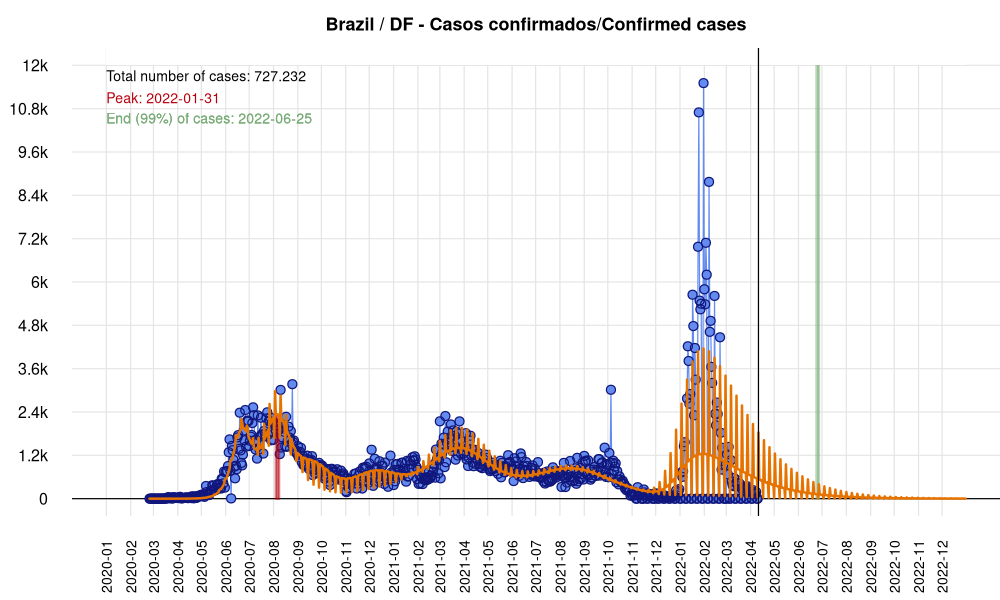 Brazil / DF - Casos confirmados/Confirmed cases
12k
10.8k
9.6k
8.4k
7.2k
6k
4.8k
3.6k
2.4k
1.2k
0
Total number of cases: 727.232
Peak: 2022-01-31
End (99%) of cases: 2022-06-25
2020-01
2020-02
2020-03
2020-04
2020-05
2020-06
2020-07
2020-08
2020-09
2020-10
2020-11
2020-12
2021-01
2021-02
2021-03
2021-04
2021-05
2021-06
2021-07
2021-08
2021-09
2021-10
2021-11
2021-12
2022-01
2022-02
2022-03
2022-04
2022-05
2022-06
2022-07
2022-08
2022-09
2022-10
2022-11
2022-12